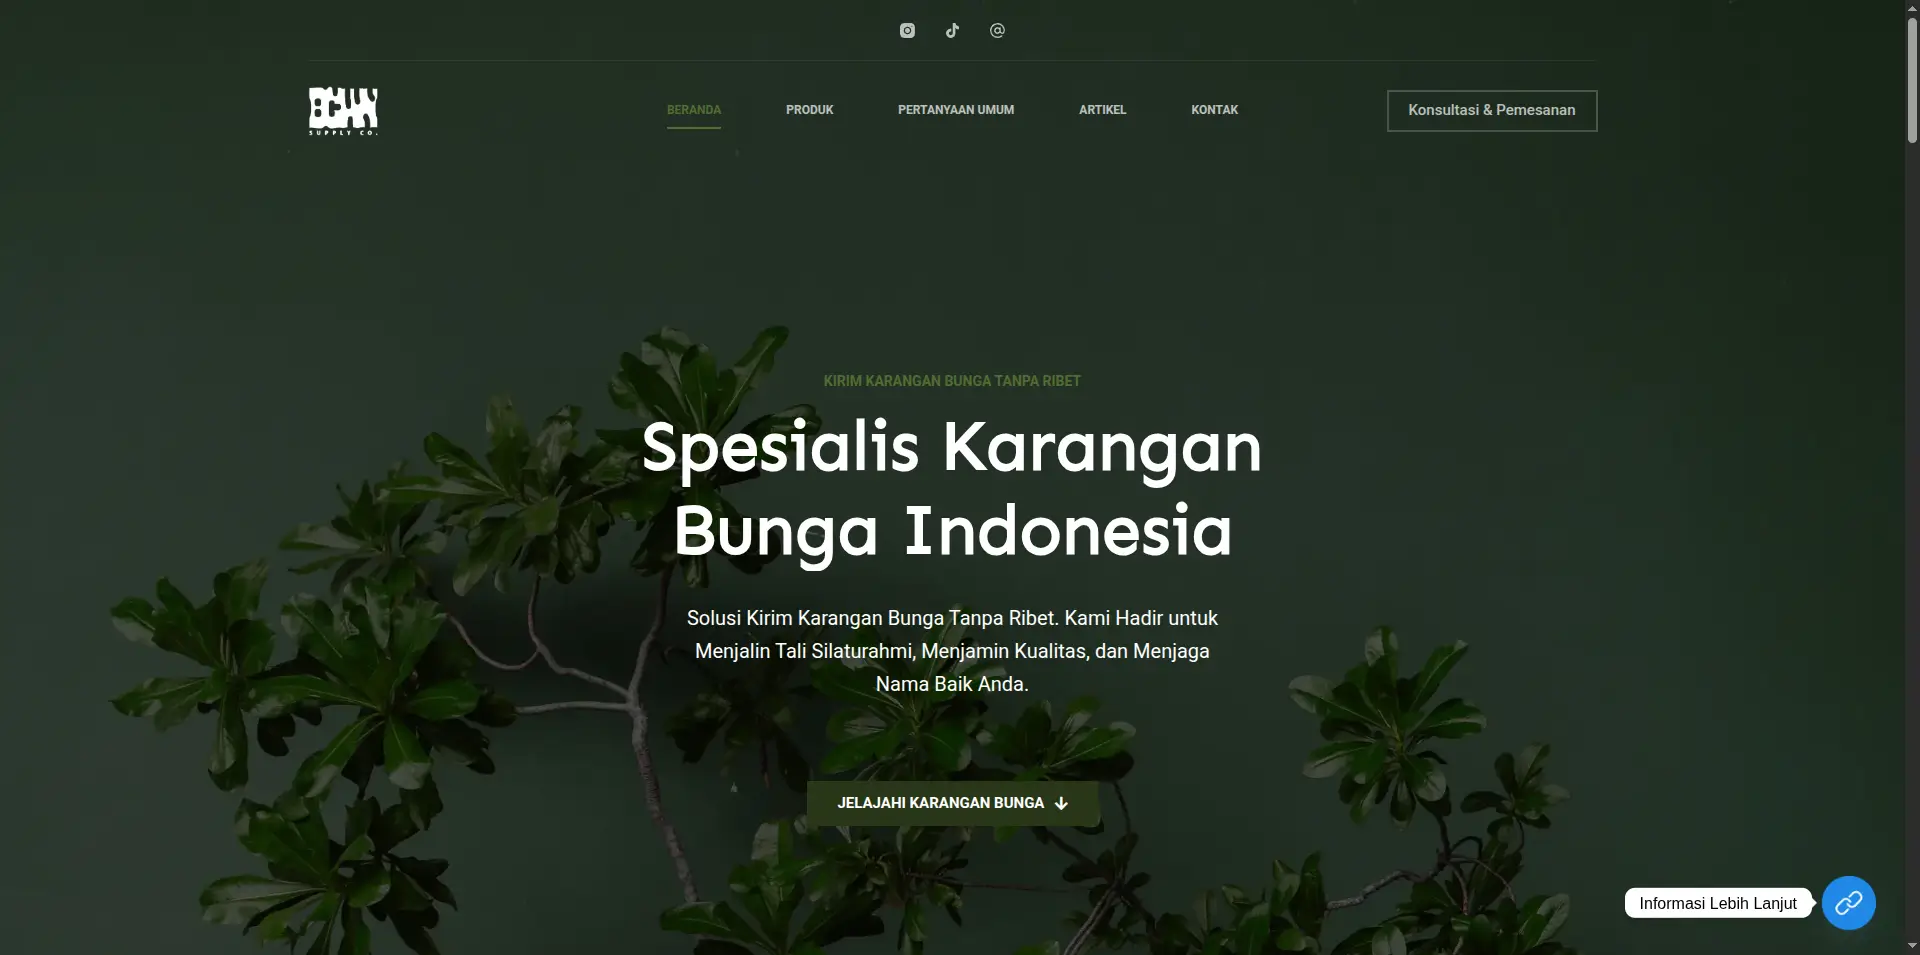 BERANDA
PRODUK
PERTANYAAN UMUM
ARTIKEL
KONTAK
Konsultasi & Pemesanan
SUPPLY CO.
KIRIM KARANGAN BUNGA TANPA RIBET
Spesialis Karangan
Bunga Indonesia
Solusi Kirim Karangan Bunga Tanpa Ribet. Kami Hadir untuk
Menjalin Tali Silaturahmi, Menjamin Kualitas, dan Menjaga
Nama Baik Anda.
JELAJAHI KARANGAN BUNGA
Informasi Lebih Lanjut